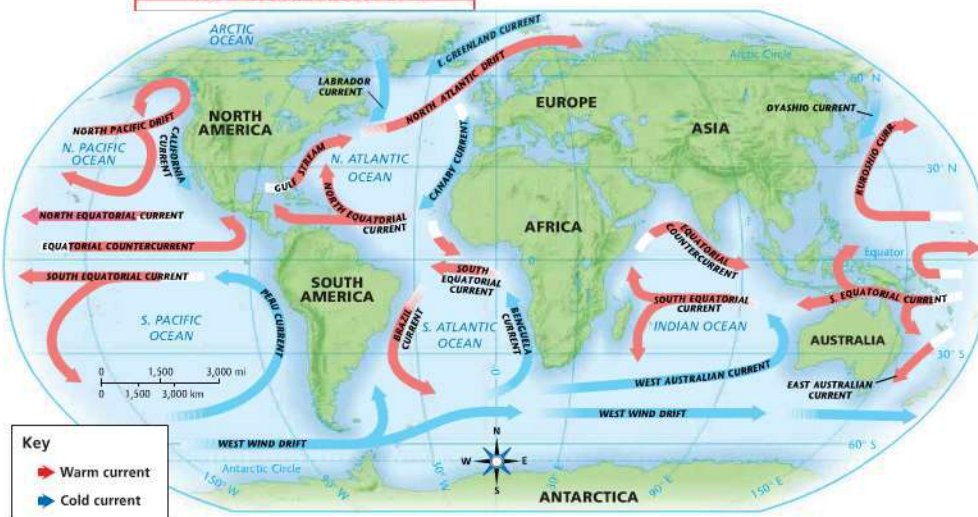 ARCTIC
OCEAN
E. GREENLAND CURRENT
Arctic Circle
60° N
LABRADOR
CURRENT
NORTH ATLANTIC DRIFT
EUROPE
ASIA
OYASHIO CURRENT
NORTH
AMERICA
NORTH PACIFIC DRIFT
N. PACIFIC
OCEAN
CALIFORNIA
CURRENT
GULF STREAM
N. ATLANTIC
OCEAN
CANARY CURRENT
KUROSHIO CURR
30° N
NORTH EQUATORIAL CURRENT
NORTH EQUATORIAL
CURRENT
AFRICA
EQUATORIAL COUNTERCURRENT
EQUATORIAL
COUNTERCURRENT
Equator
0
SOUTH EQUATORIAL CURRENT
SOUTH
AMERICA
SOUTH
EQUATORIAL
CURRENT
SOUTH EQUATORIAL
CURRENT
S. EQUATORIAL CURRENT
S. PACIFIC
OCEAN
PERU CURRENT
BRAZIL
CURRENT
S. ATLANTIC
OCEAN
BENGUELA
CURRENT
INDIAN OCEAN
AUSTRALIA
30° S
0 1,500 3,000 mi
0 1,500 3,000 km
0
WEST AUSTRALIAN CURRENT
EAST AUSTRALIAN
CURRENT
WEST WIND DRIFT
WEST WIND DRIFT
60° S
Key
Warm current
Cold current
N
W E
S
Antarctic Circle
150° W
90° W
30° W
30° E
90° E
150° E
ANTARCTICA